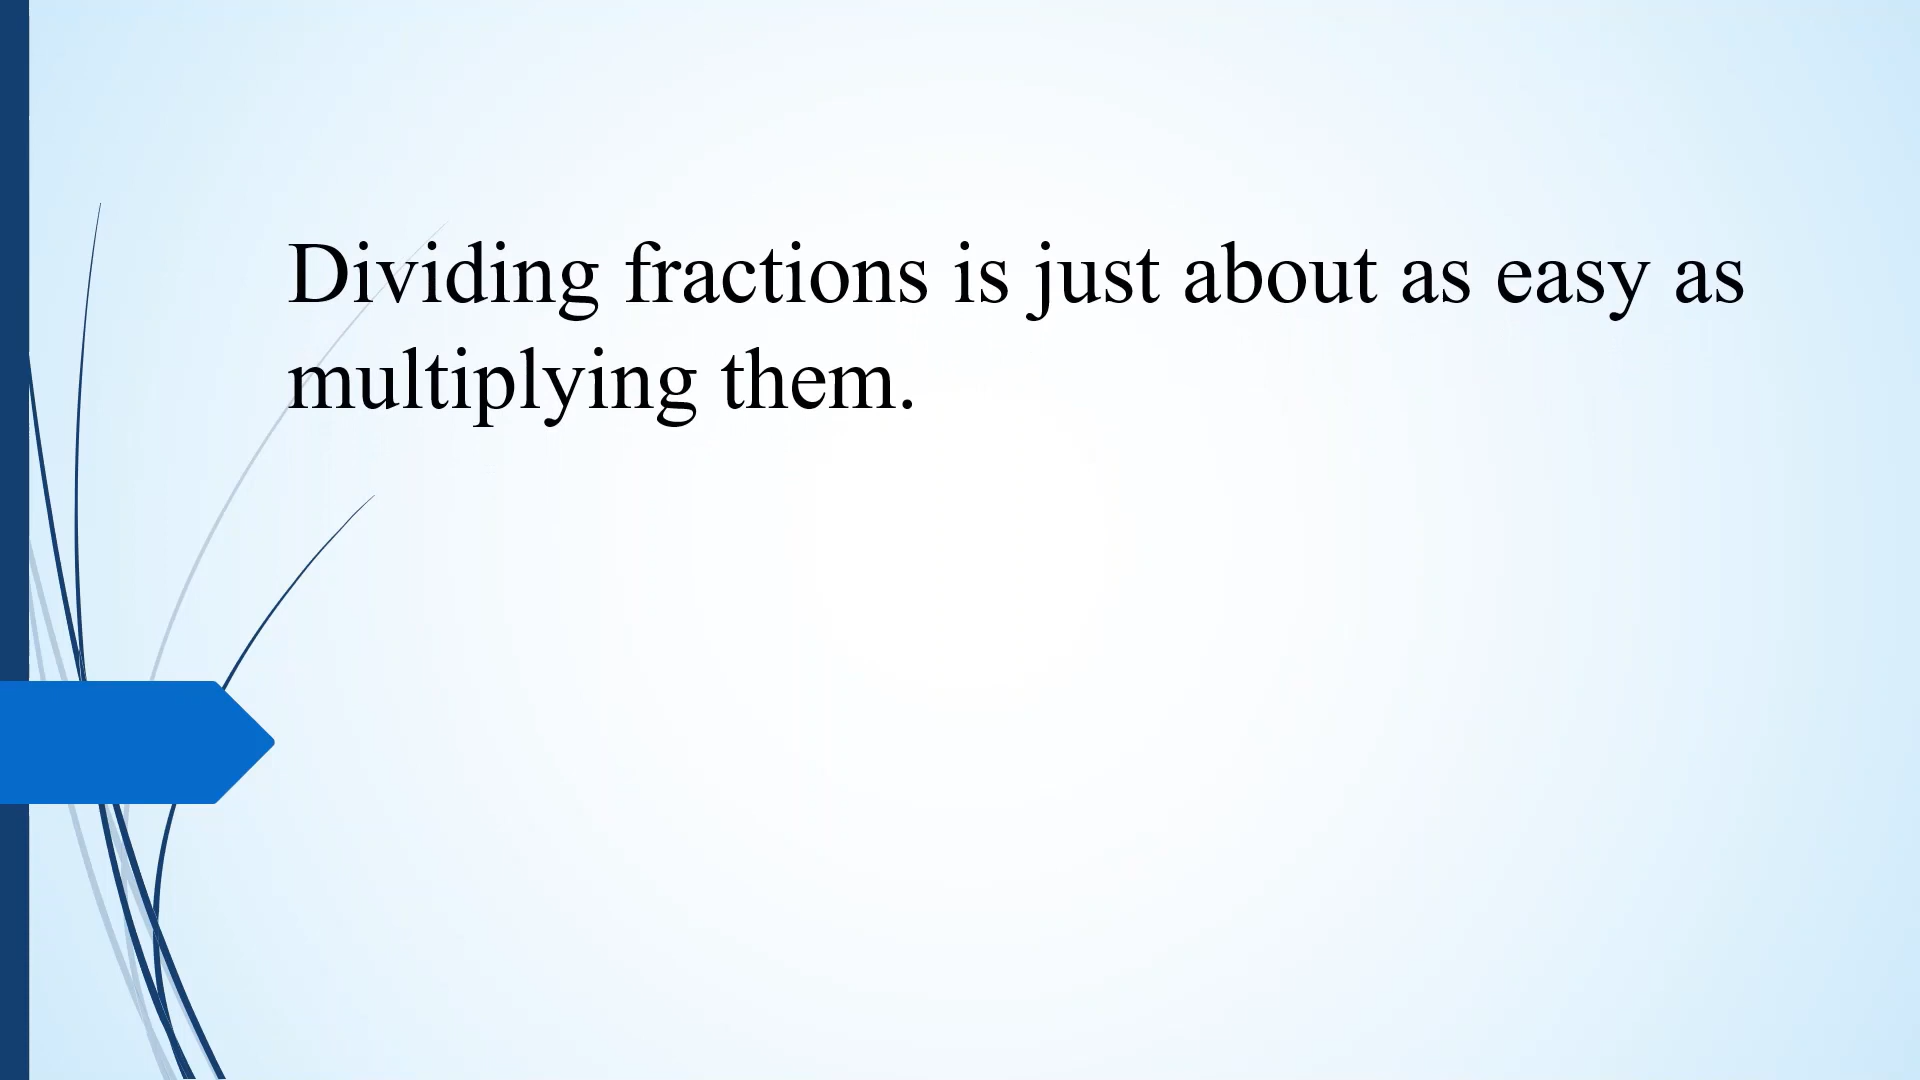 Dividing fractions is just about as easy as
multiplying them.